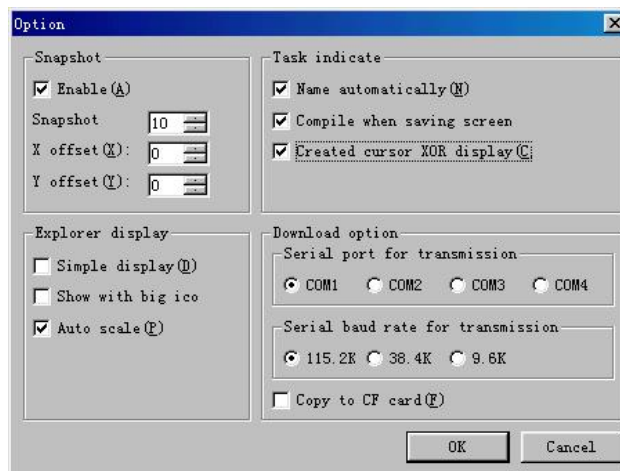 Option
Snapshot
Enable(A)
Snapshot 10
X offset(X): 0
Y offset(Y): 0
Task indicate
Name automatically(N)
Compile when saving screen
Created cursor XOR display(C
Explorer display
Simple display(D)
Show with big ico
Auto scale(P)
Download option
Serial port for transmission
COM1 COM2 COM3 COM4
Serial baud rate for transmission
115.2K 38.4K 9.6K
Copy to CF card(F)
OK Cancel